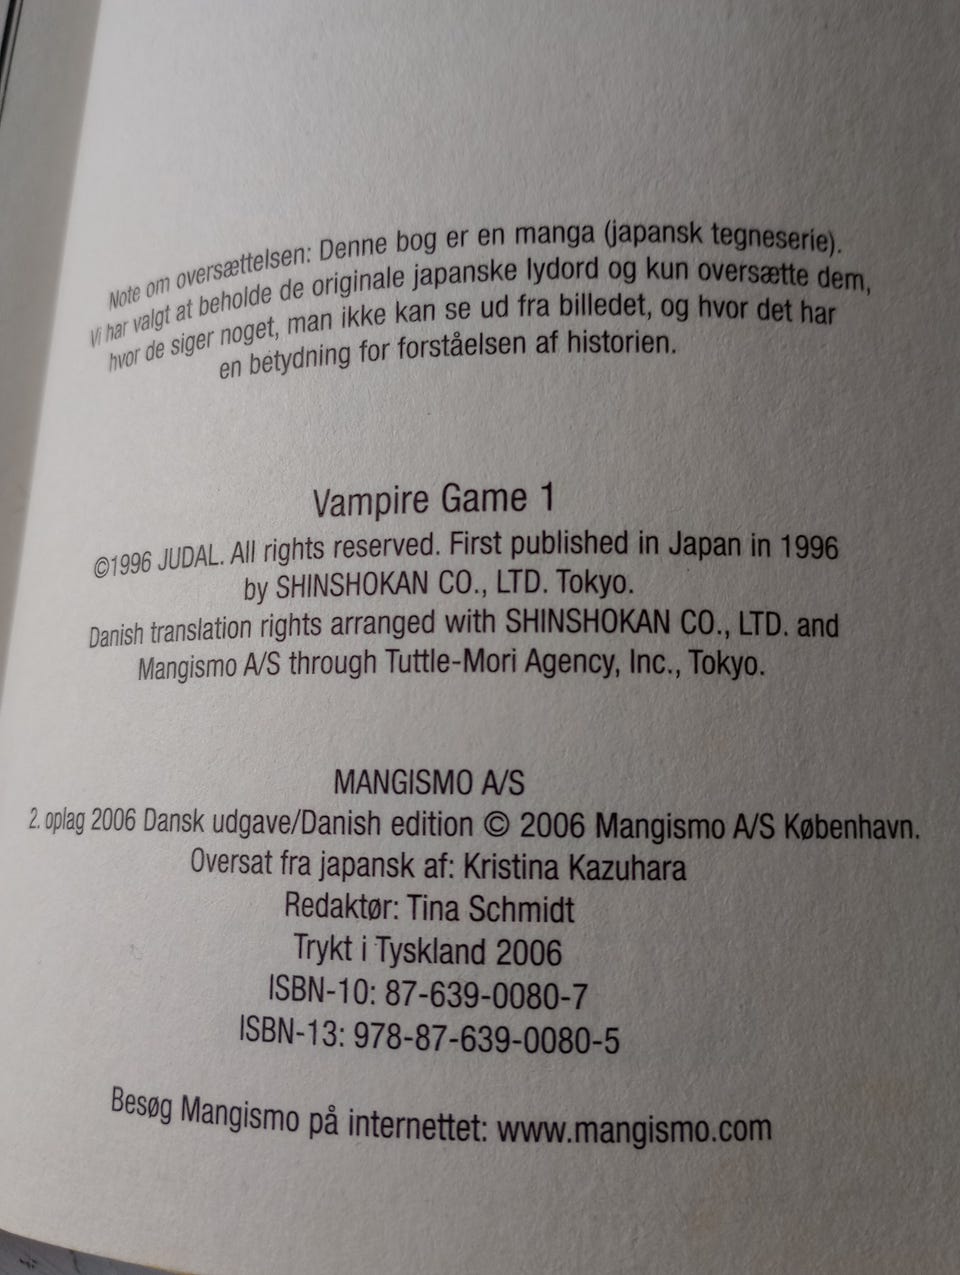 Note om oversættelsen: Denne bog er en manga (japansk tegneserie).
Vi har valgt at beholde de originale japanske lydord og kun oversætte dem,
hvor de siger noget, man ikke kan se ud fra billedet, og hvor det har
en betydning for forståelsen af historien.
Vampire Game 1
©1996 JUDAL. All rights reserved. First published in Japan in 1996
by SHINSHOKAN CO., LTD. Tokyo.
Danish translation rights arranged with SHINSHOKAN CO., LTD. and
Mangismo A/S through Tuttle-Mori Agency, Inc., Tokyo.
MANGISMO A/S
2. oplag 2006 Dansk udgave/Danish edition © 2006 Mangismo A/S København.
Oversat fra japansk af: Kristina Kazuhara
Redaktør: Tina Schmidt
Trykt i Tyskland 2006
ISBN-10: 87-639-0080-7
ISBN-13: 978-87-639-0080-5
Besøg Mangismo på internettet: www.mangismo.com